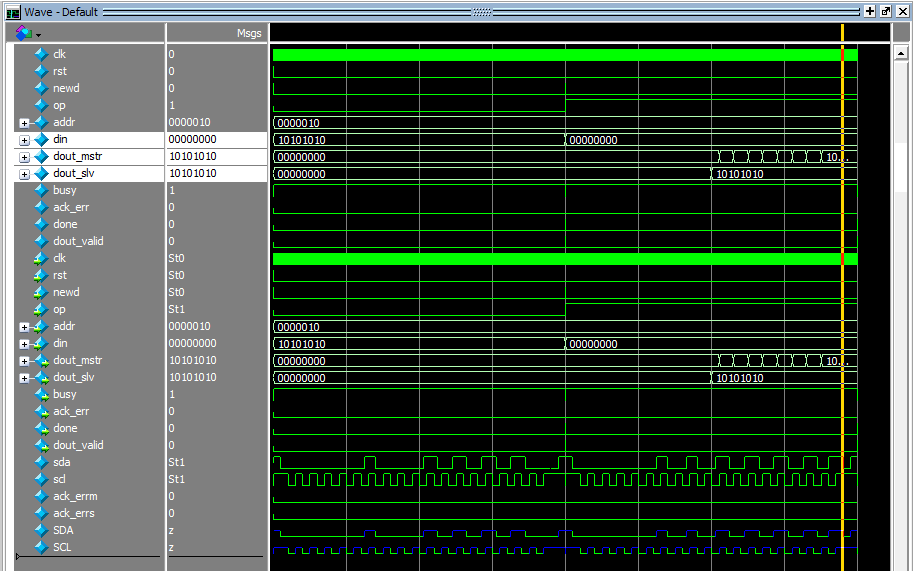 Wave - Default
Msgs
clk 0
rst 0
newd 0
op 1
addr 0000010 0000010
din 00000000 10101010 00000000
dout_mstr 10101010 00000000 10...
dout_slv 10101010 00000000 10101010
busy 1
ack_err 0
done 0
dout_valid 0
clk St0
rst St0
newd St0
op St1
addr 0000010 0000010
din 00000000 10101010 00000000
dout_mstr 10101010 00000000 10...
dout_slv 10101010 00000000 10101010
busy 1
ack_err 0
done 0
dout_valid 0
sda St1
scl St1
ack_errm 0
ack_errs 0
SDA z
SCL z